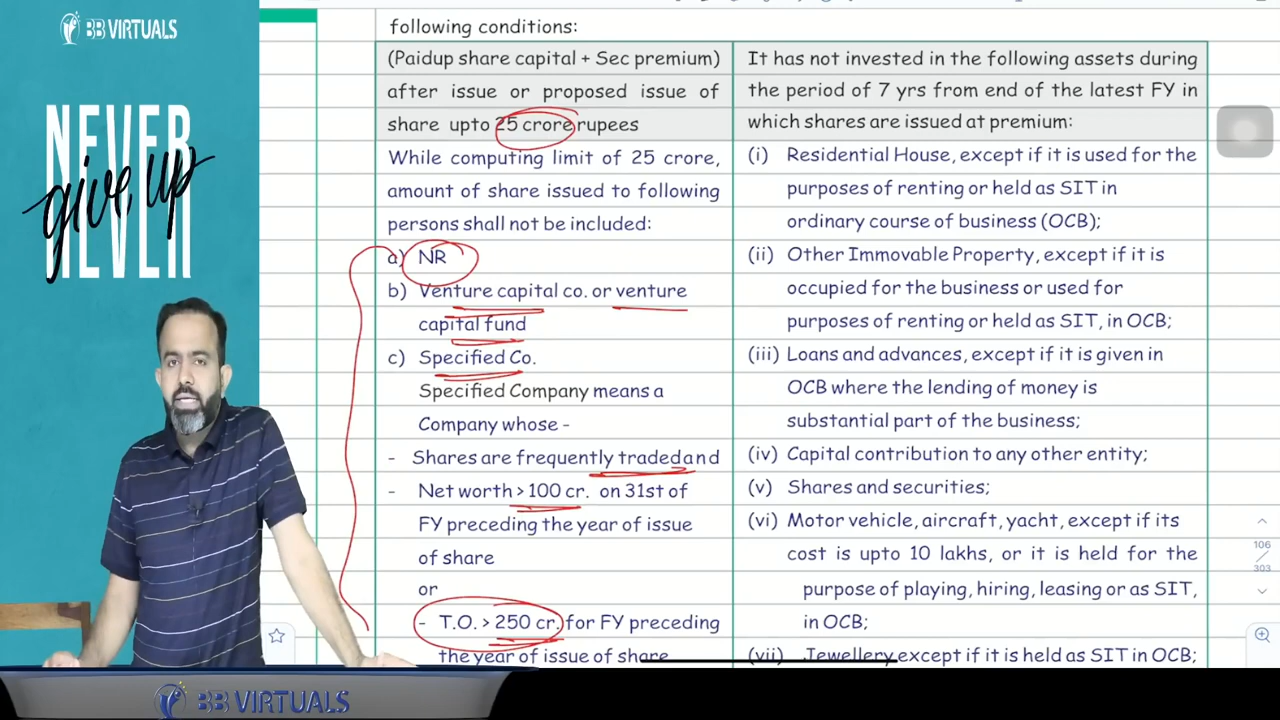 BB VIRTUALS
NEVER
give up
NEVER
following conditions:
(Paidup share capital + Sec premium)
after issue or proposed issue of
share upto 25 crore rupees
While computing limit of 25 crore,
amount of share issued to following
persons shall not be included:
a) NR
b) Venture capital co. or venture
capital fund
c) Specified Co.
Specified Company means a
Company whose -
- Shares are frequently traded and
- Net worth > 100 cr. on 31st of
FY preceding the year of issue
of share
or
- T.O. > 250 cr. for FY preceding
the year of issue of share
It has not invested in the following assets during
the period of 7 yrs from end of the latest FY in
which shares are issued at premium:
(i) Residential House, except if it is used for the
purposes of renting or held as SIT in
ordinary course of business (OCB);
(ii) Other Immovable Property, except if it is
occupied for the business or used for
purposes of renting or held as SIT, in OCB;
(iii) Loans and advances, except if it is given in
OCB where the lending of money is
substantial part of the business;
(iv) Capital contribution to any other entity;
(v) Shares and securities;
(vi) Motor vehicle, aircraft, yacht, except if its
cost is upto 10 lakhs, or it is held for the
purpose of playing, hiring, leasing or as SIT,
in OCB;
(vii) Jewellery except if it is held as SIT in OCB;
106
303
BB VIRTUALS